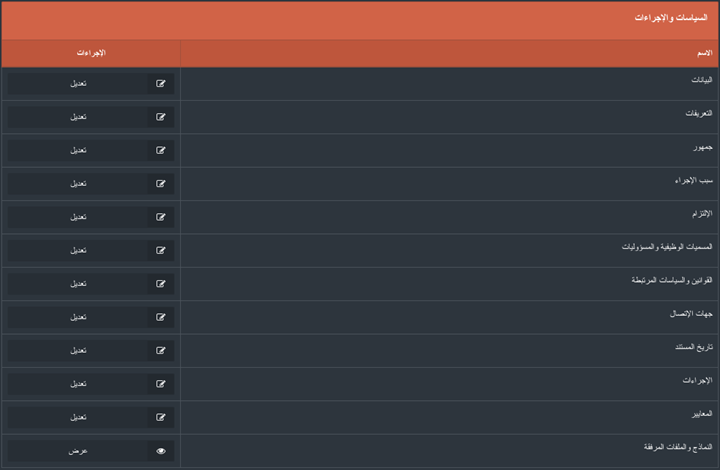 السياسات والإجراءات
الاسم
الإجراءات
البيانات
تعديل
التعريفات
تعديل
جمهور
تعديل
سبب الإجراء
تعديل
الإلتزام
تعديل
المسميات الوظيفية والمسؤوليات
تعديل
القوانين والسياسات المرتبطة
تعديل
جهات الإتصال
تعديل
تاريخ المستند
تعديل
الإجراءات
تعديل
المعايير
تعديل
النماذج والملفات المرفقة
عرض